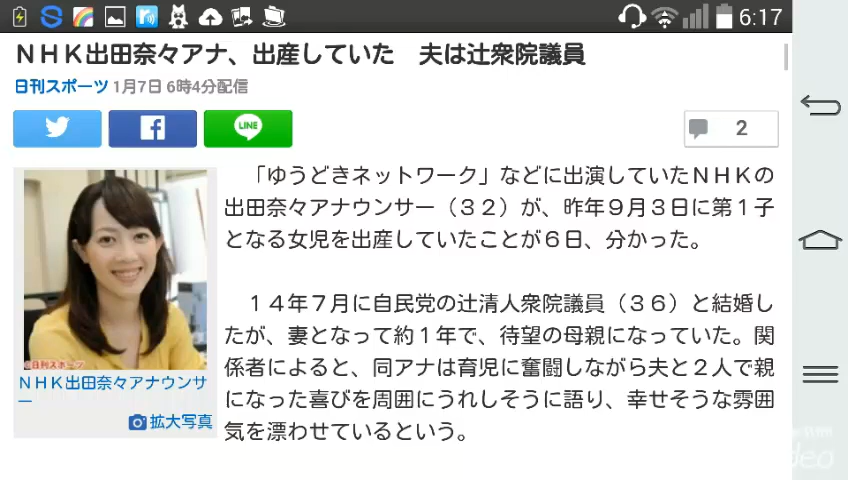 6:17
NHK出田奈々アナ、出産していた 夫は辻衆院議員
日刊スポーツ 1月7日 6時4分配信
LINE
2
「ゆうどきネットワーク」などに出演していたNHKの
出田奈々アナウンサー(32)が、昨年9月3日に第1子
となる女児を出産していたことが6日、分かった。
14年7月に自民党の辻清人衆院議員(36)と結婚し
たが、妻となって約1年で、待望の母親になっていた。関
係者によると、同アナは育児に奮闘しながら夫と2人で親
になった喜びを周囲にうれしそうに語り、幸せそうな雰囲
気を漂わせているという。
©日刊スポーツ
NHK出田奈々アナウンサ
ー
拡大写真